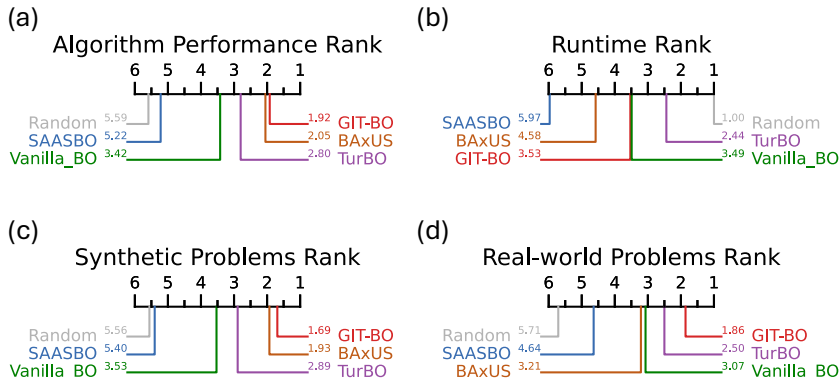 (a)
Algorithm Performance Rank
6 5 4 3 2 1
Random 5.59
SAASBO 5.22
Vanilla_BO 3.42
1.92 GIT-BO
2.05 BAxUS
2.80 TurBO
(b)
Runtime Rank
6 5 4 3 2 1
SAASBO 5.97
BAxUS 4.58
GIT-BO 3.53
1.00 Random
2.44 TurBO
3.49 Vanilla_BO
(c)
Synthetic Problems Rank
6 5 4 3 2 1
Random 5.56
SAASBO 5.40
Vanilla_BO 3.53
1.69 GIT-BO
1.93 BAxUS
2.89 TurBO
(d)
Real-world Problems Rank
6 5 4 3 2 1
Random 5.71
SAASBO 4.64
BAxUS 3.21
1.86 GIT-BO
2.50 TurBO
3.07 Vanilla_BO